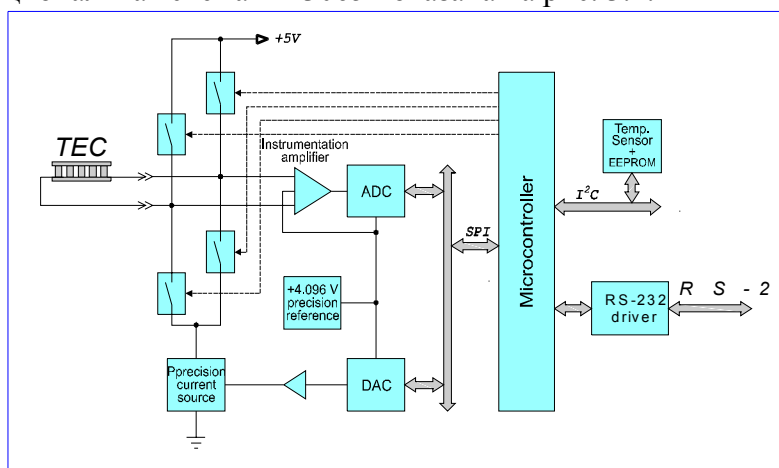 +5V
TEC
Instrumentation
amplifier
ADC
SPI
Microcontroller
Temp.
Sensor
+
EEPROM
I²C
+4.096 V
precision
reference
RS-232
driver
R S - 2
Pprecision
current
source
DAC